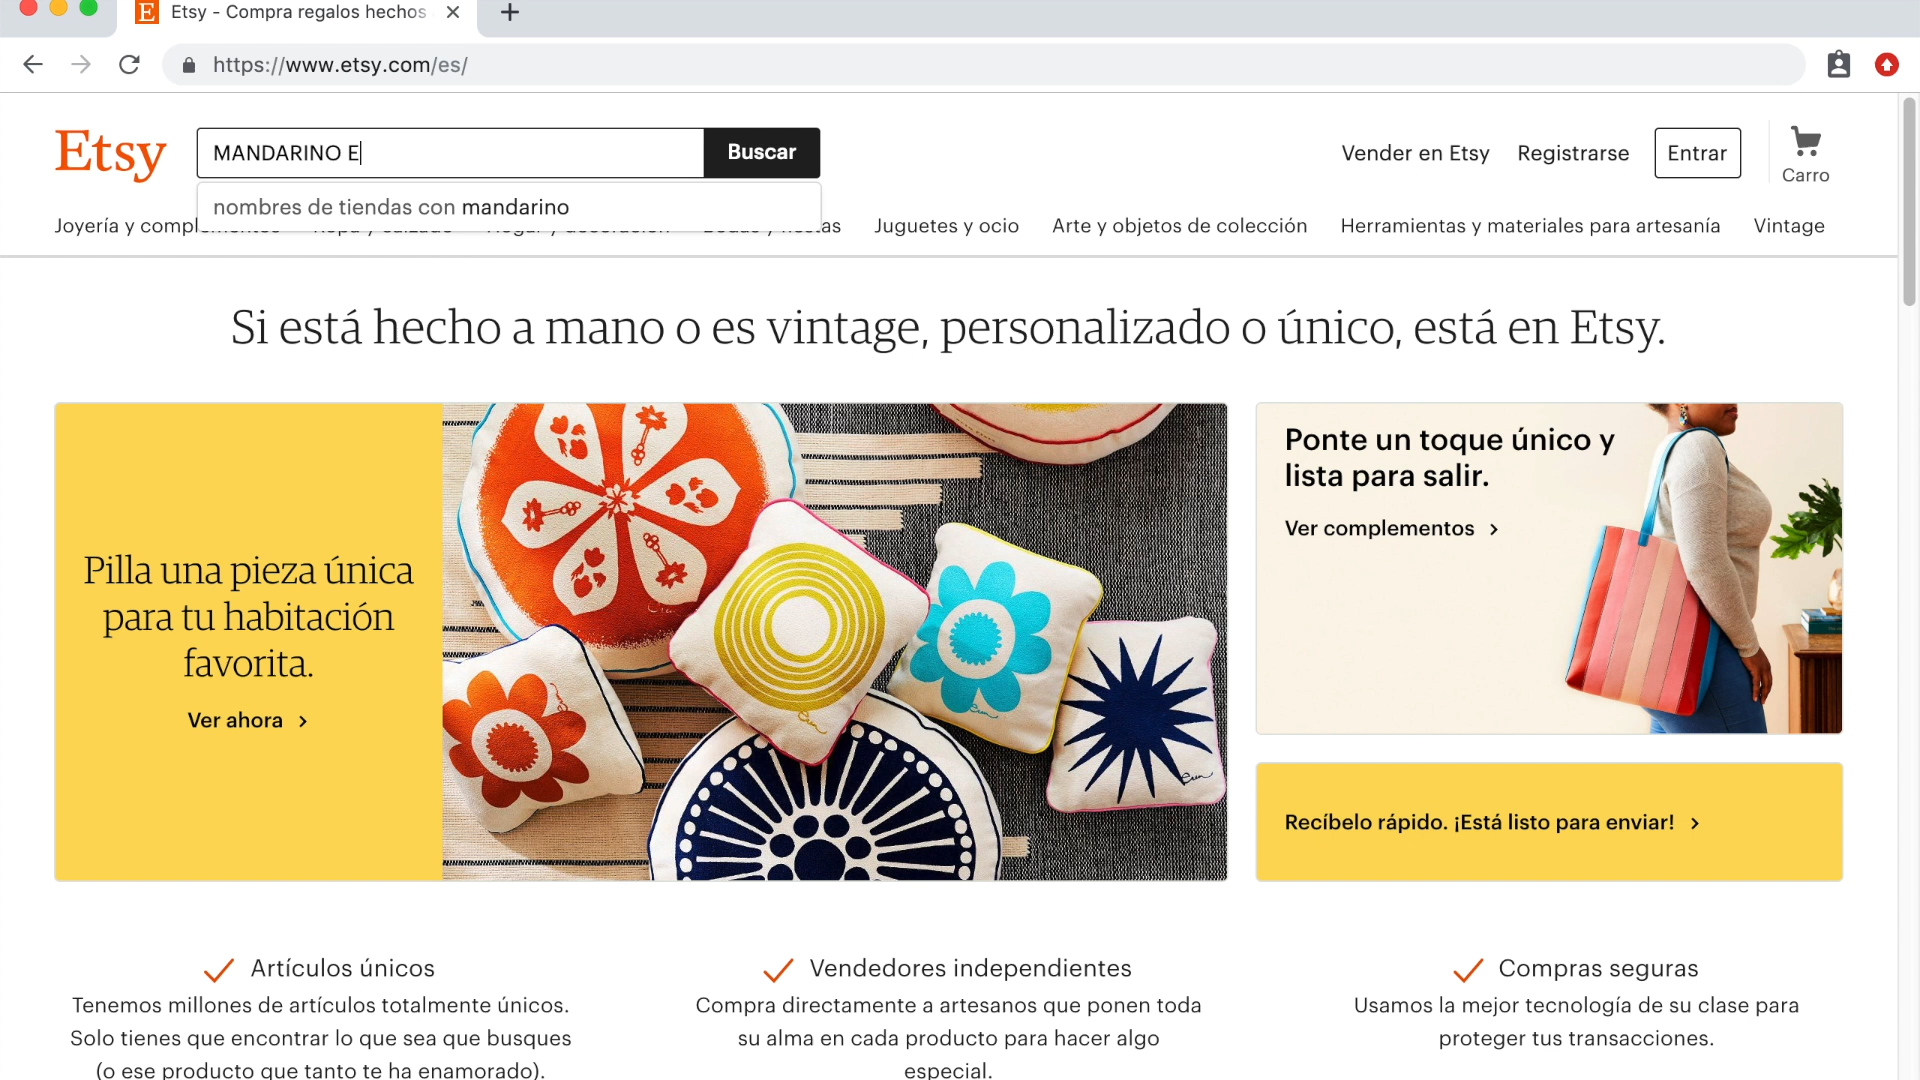 Etsy - Compra regalos hechos
https://www.etsy.com/es/
Etsy
MANDARINO E
Buscar
Vender en Etsy
Registrarse
Entrar
Carro
nombres de tiendas con mandarino
Joyería y complementos
Juguetes y ocio
Arte y objetos de colección
Herramientas y materiales para artesanía
Vintage
Si está hecho a mano o es vintage, personalizado o único, está en Etsy.
Pilla una pieza única
para tu habitación
favorita.
Ver ahora
Ponte un toque único y
lista para salir.
Ver complementos
Recíbelo rápido. ¡Está listo para enviar!
Artículos únicos
Tenemos millones de artículos totalmente únicos.
Solo tienes que encontrar lo que sea que busques
(o ese producto que tanto te ha enamorado).
Vendedores independientes
Compra directamente a artesanos que ponen toda
su alma en cada producto para hacer algo
especial.
Compras seguras
Usamos la mejor tecnología de su clase para
proteger tus transacciones.